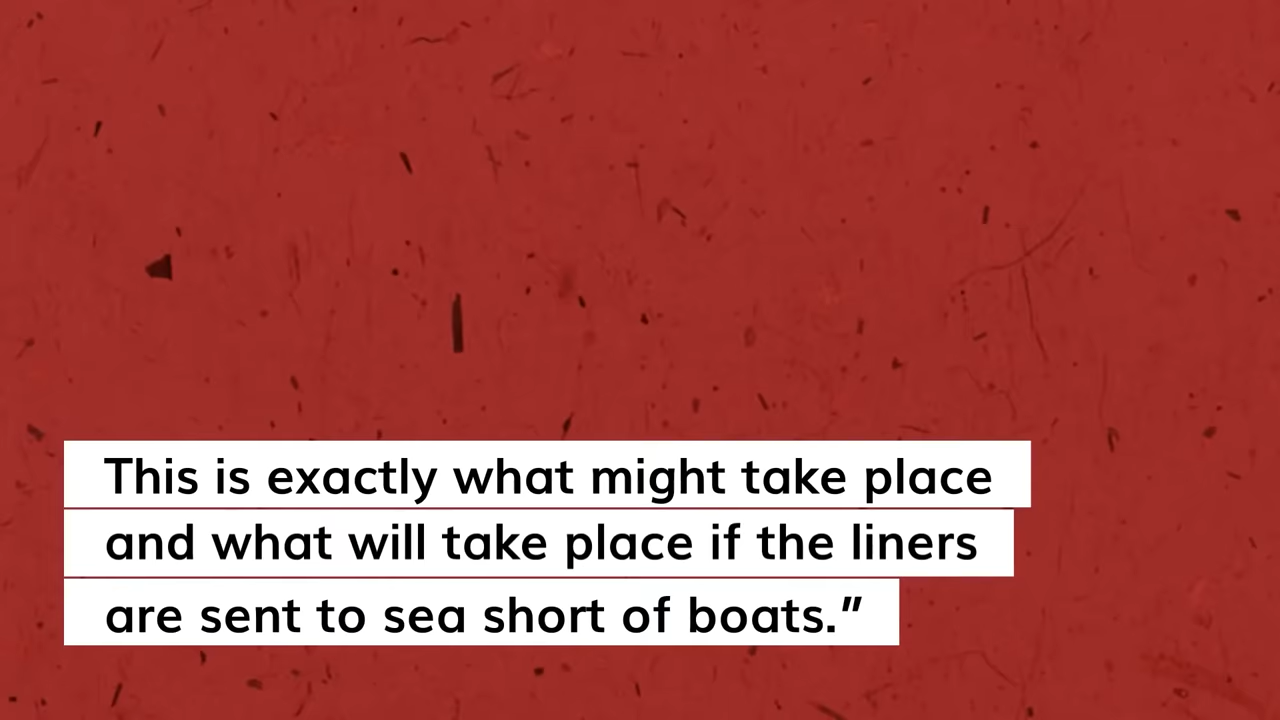 This is exactly what might take place
and what will take place if the liners
are sent to sea short of boats.”